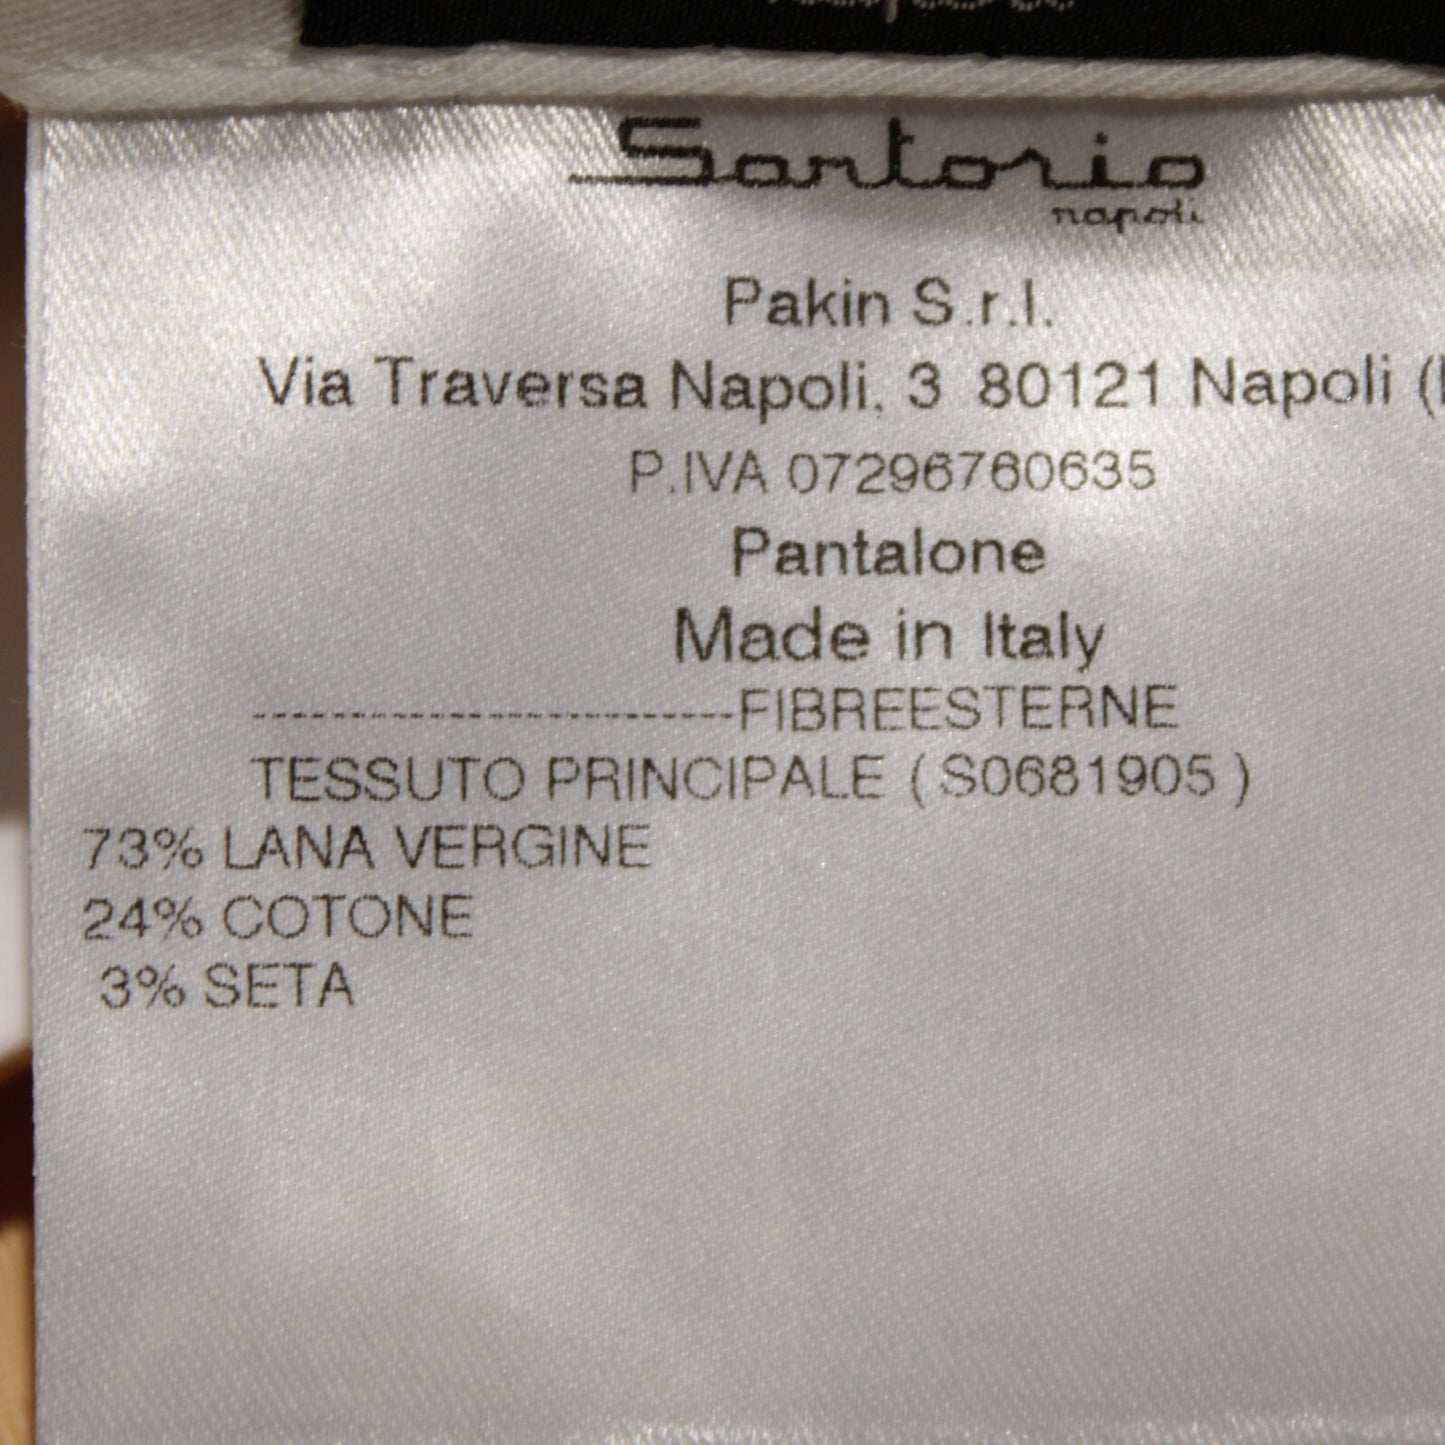 Sartorio
napoli
Pakin S.r.l.
Via Traversa Napoli, 3 80121 Napoli (
P.IVA 07296760635
Pantalone
Made in Italy
------------------------FIBREESTERNE
TESSUTO PRINCIPALE ( S0681905 )
73% LANA VERGINE
24% COTONE
3% SETA